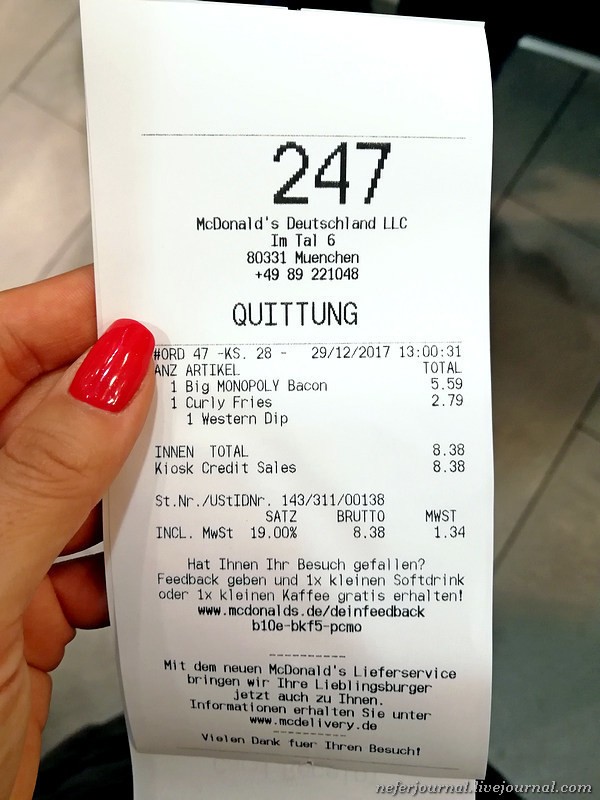 247
McDonald's Deutschland LLC
Im Tal 6
80331 Muenchen
+49 89 221048
QUITTUNG
#ORD 47 -KS. 28 - 29/12/2017 13:00:31
ANZ ARTIKEL TOTAL
1 Big MONOPOLY Bacon 5.59
1 Curly Fries 2.79
1 Western Dip
INNEN TOTAL 8.38
Kiosk Credit Sales 8.38
St.Nr./UStIDNr. 143/311/00138
SATZ BRUTTO MWST
INCL. MwSt 19.00% 8.38 1.34
Hat Ihnen Ihr Besuch gefallen?
Feedback geben und 1x kleinen Softdrink
oder 1x kleinen Kaffee gratis erhalten!
www.mcdonalds.de/deinfeedback
b10e-bkf5-pcmo
----------
Mit dem neuen McDonald's Lieferservice
bringen wir Ihre Lieblingsburger
jetzt auch zu Ihnen.
Informationen erhalten Sie unter
www.mcdelivery.de
----------
Vielen Dank fuer Ihren Besuch!
neferjournal.livejournal.com